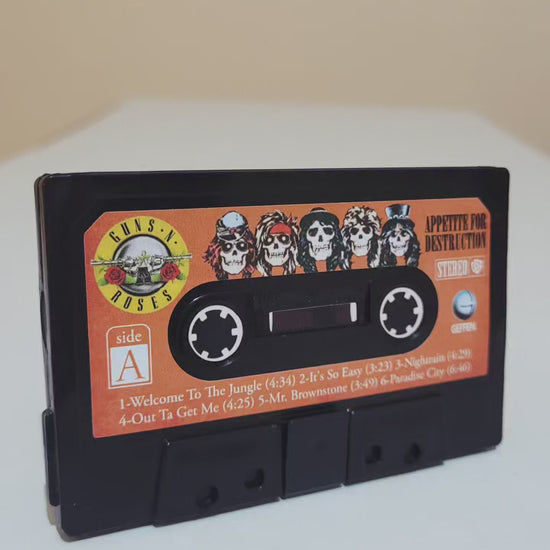 GUNS · N ·
ROSES
APPETITE FOR
DESTRUCTION
STEREO
GEFFEN
side
A
1-Welcome To The Jungle (4:34) 2-It's So Easy (3:23) 3-Nightrain (4:29)
4-Out Ta Get Me (4:25) 5-Mr. Brownstone (3:49) 6-Paradise City (6:46)